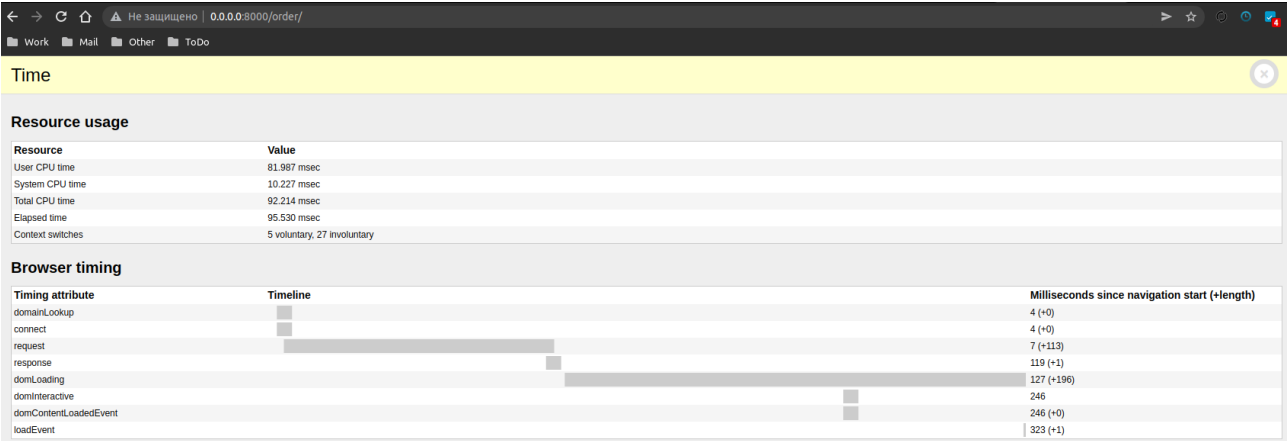 Не защищено 0.0.0.0:8000/order/
4
Work Mail Other ToDo
Time
Resource usage
Resource Value
User CPU time 81.987 msec
System CPU time 10.227 msec
Total CPU time 92.214 msec
Elapsed time 95.530 msec
Context switches 5 voluntary, 27 involuntary
Browser timing
Timing attribute Timeline Milliseconds since navigation start (+length)
domainLookup 4 (+0)
connect 4 (+0)
request 7 (+113)
response 119 (+1)
domLoading 127 (+196)
domInteractive 246
domContentLoadedEvent 246 (+0)
loadEvent 323 (+1)